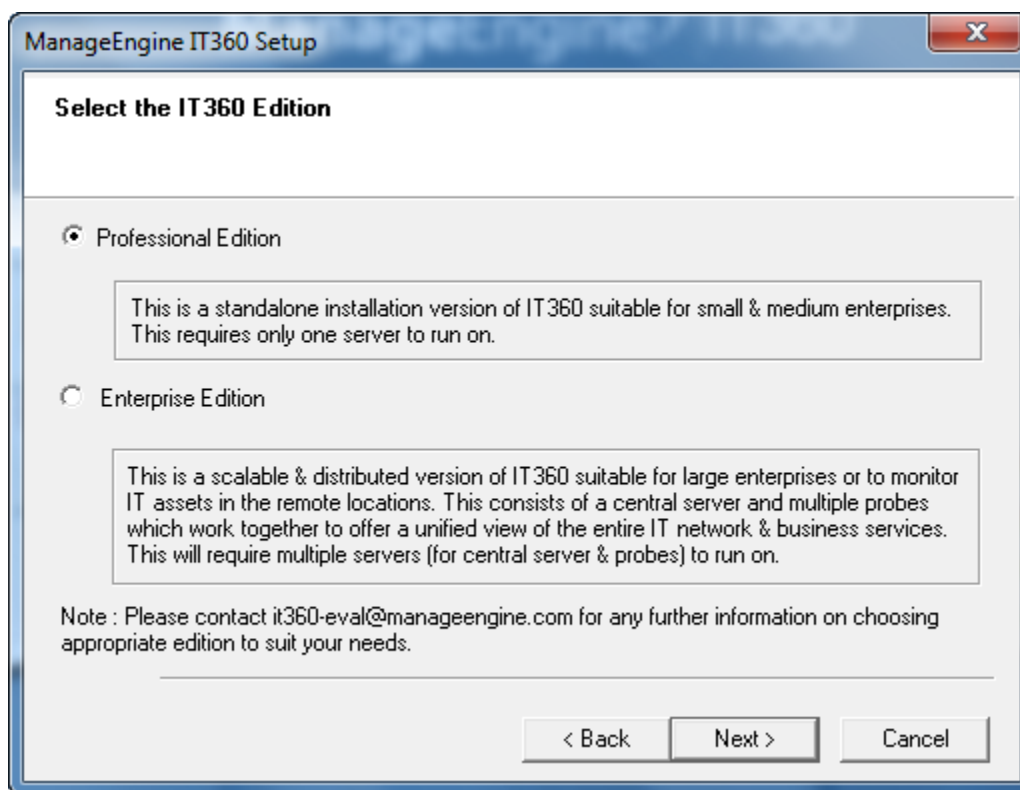 ManageEngine IT360 Setup
Select the IT360 Edition
Professional Edition
This is a standalone installation version of IT360 suitable for small & medium enterprises.
This requires only one server to run on.
Enterprise Edition
This is a scalable & distributed version of IT360 suitable for large enterprises or to monitor
IT assets in the remote locations. This consists of a central server and multiple probes
which work together to offer a unified view of the entire IT network & business services.
This will require multiple servers (for central server & probes) to run on.
Note : Please contact it360-eval@manageengine.com for any further information on choosing
appropriate edition to suit your needs.
< Back Next > Cancel